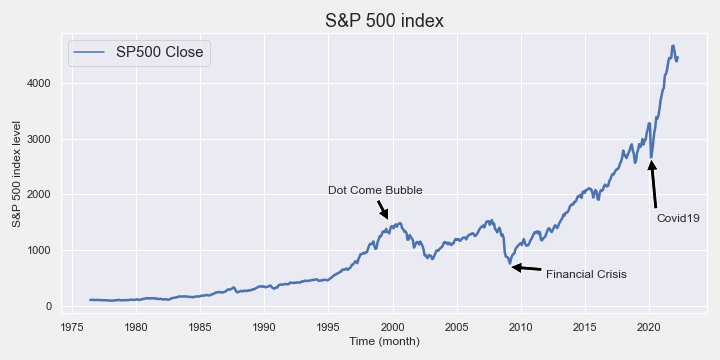 S&P 500 index
SP500 Close
4000
3000
2000
1000
0
S&P 500 index level
Dot Come Bubble
Covid19
Financial Crisis
1975 1980 1985 1990 1995 2000 2005 2010 2015 2020
Time (month)